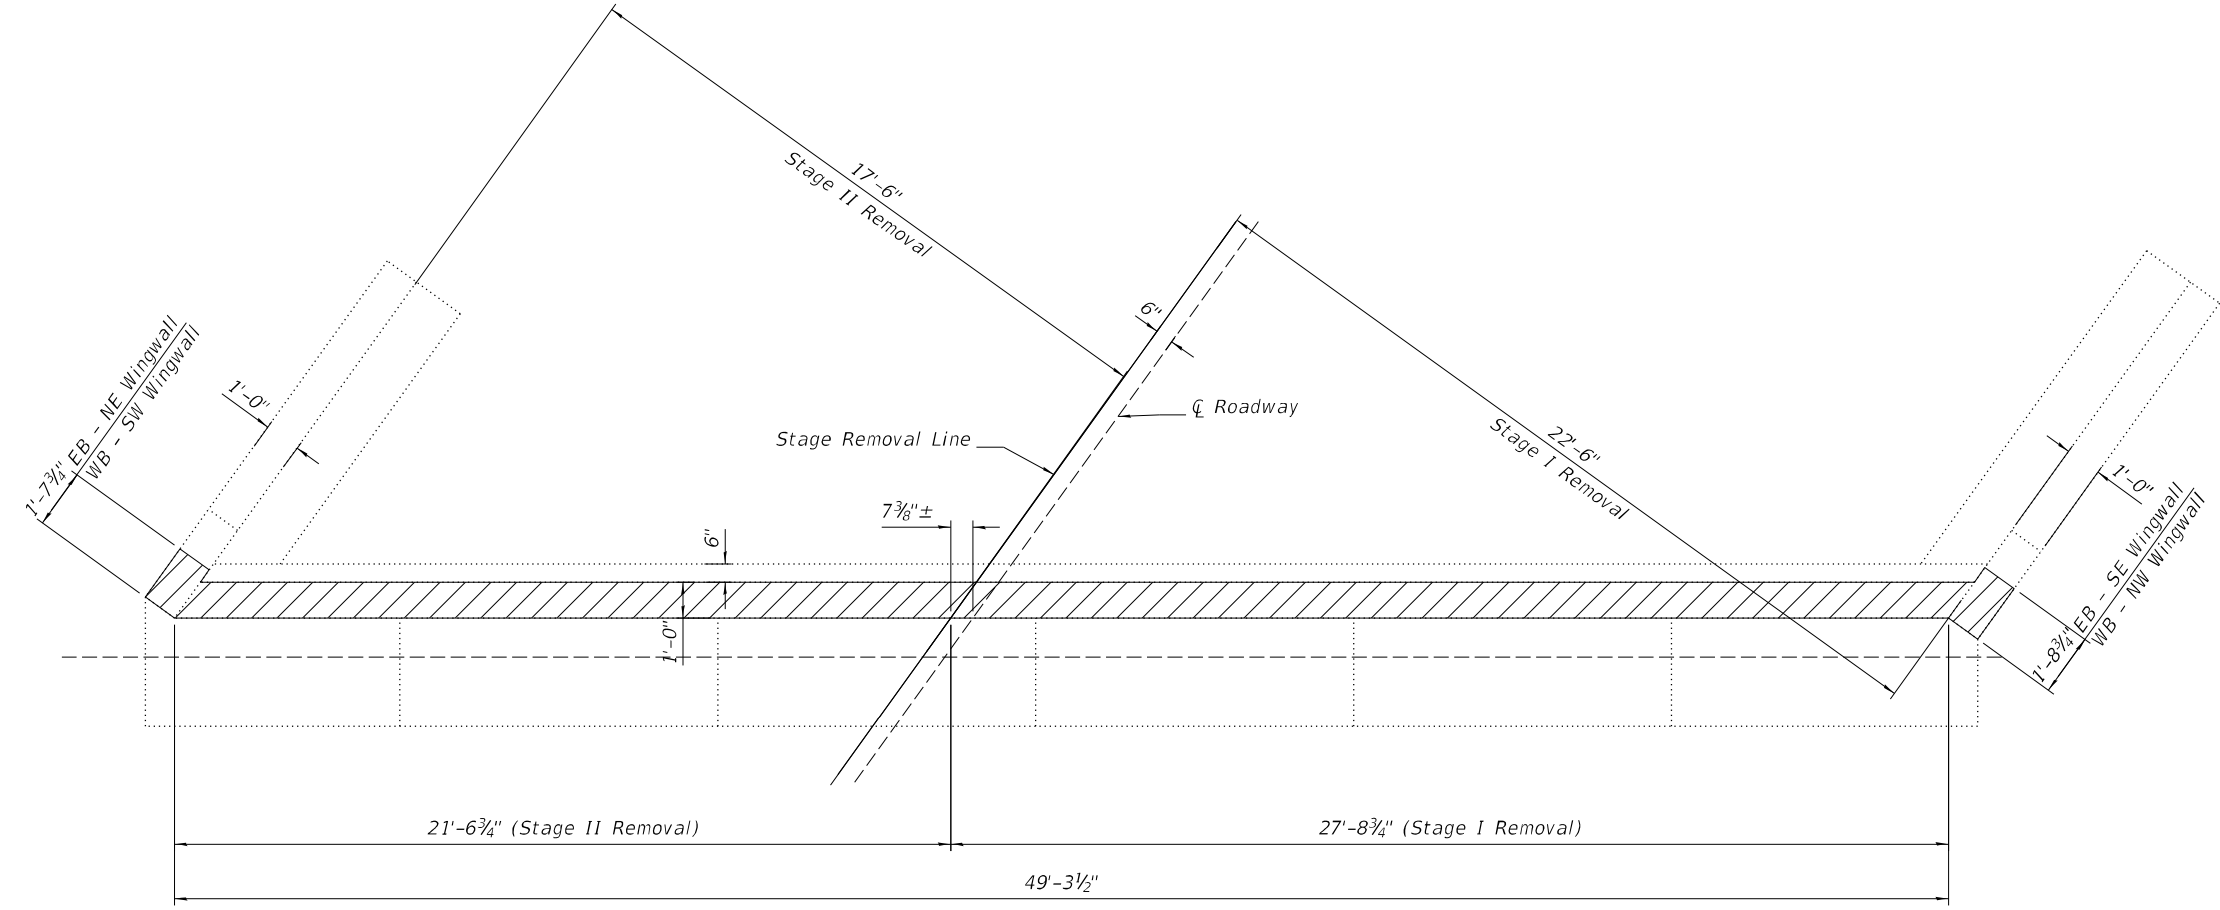 17'-6"
Stage II Removal
6"
℄ Roadway
Stage Removal Line
22'-6"
Stage I Removal
EB - NE Wingwall
WB - SW Wingwall
1'-0"
1'-7¾"
7⅜"±
6"
1'-0"
1'-0"
EB - SE Wingwall
WB - NW Wingwall
1'-8¾"
21'-6¾" (Stage II Removal)
27'-8¾" (Stage I Removal)
49'-3½"